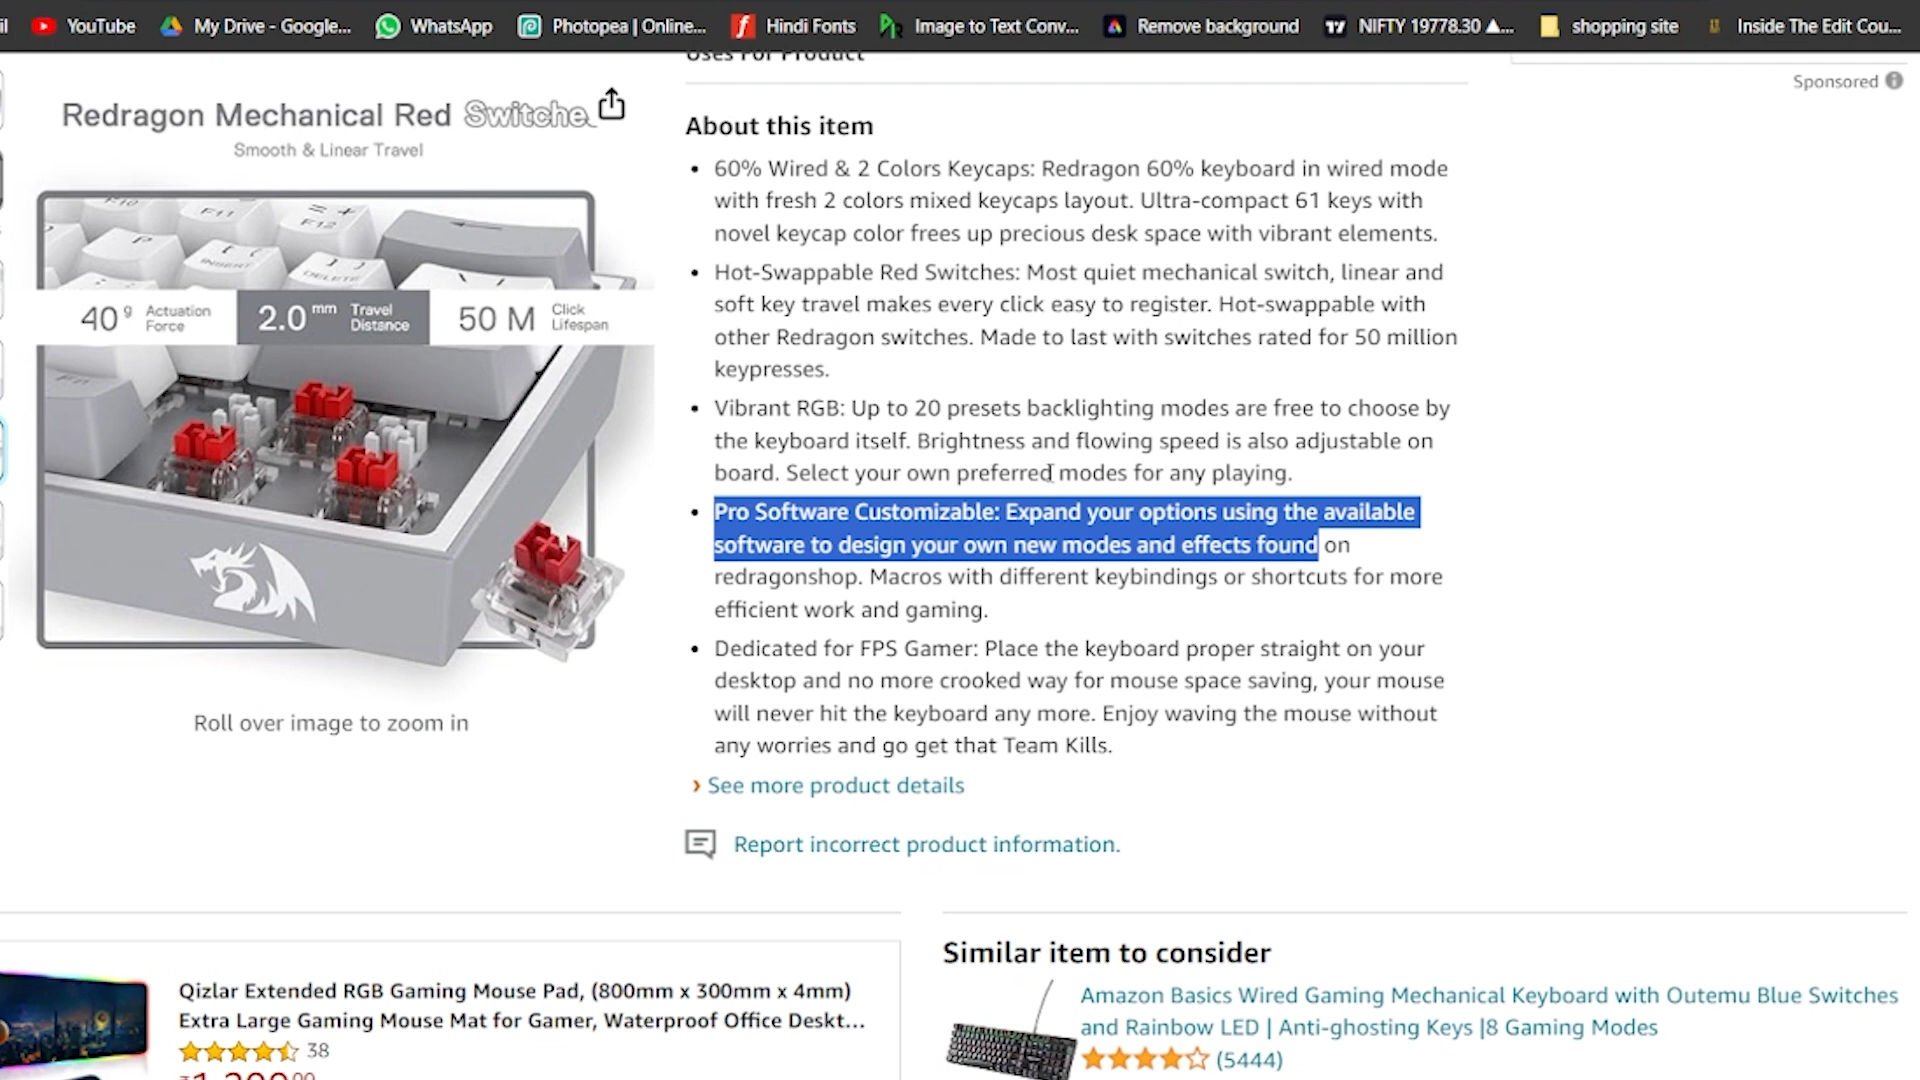 YouTube My Drive - Google... WhatsApp Photopea | Online... Hindi Fonts Image to Text Conv... Remove background NIFTY 19778.30 ▲... shopping site Inside The Edit Cou...
Uses For Product
Sponsored
Redragon Mechanical Red Switche
Smooth & Linear Travel
F10 F11 F12
P INSERT DELETE
40 g Actuation Force
2.0 mm Travel Distance
50 M Click Lifespan
Fn
Roll over image to zoom in
About this item
• 60% Wired & 2 Colors Keycaps: Redragon 60% keyboard in wired mode
with fresh 2 colors mixed keycaps layout. Ultra-compact 61 keys with
novel keycap color frees up precious desk space with vibrant elements.
• Hot-Swappable Red Switches: Most quiet mechanical switch, linear and
soft key travel makes every click easy to register. Hot-swappable with
other Redragon switches. Made to last with switches rated for 50 million
keypresses.
• Vibrant RGB: Up to 20 presets backlighting modes are free to choose by
the keyboard itself. Brightness and flowing speed is also adjustable on
board. Select your own preferred modes for any playing.
• Pro Software Customizable: Expand your options using the available
software to design your own new modes and effects found on
redragonshop. Macros with different keybindings or shortcuts for more
efficient work and gaming.
• Dedicated for FPS Gamer: Place the keyboard proper straight on your
desktop and no more crooked way for mouse space saving, your mouse
will never hit the keyboard any more. Enjoy waving the mouse without
any worries and go get that Team Kills.
› See more product details
Report incorrect product information.
Qizlar Extended RGB Gaming Mouse Pad, (800mm x 300mm x 4mm)
Extra Large Gaming Mouse Mat for Gamer, Waterproof Office Deskt...
38
Similar item to consider
Amazon Basics Wired Gaming Mechanical Keyboard with Outemu Blue Switches
and Rainbow LED | Anti-ghosting Keys |8 Gaming Modes
(5444)